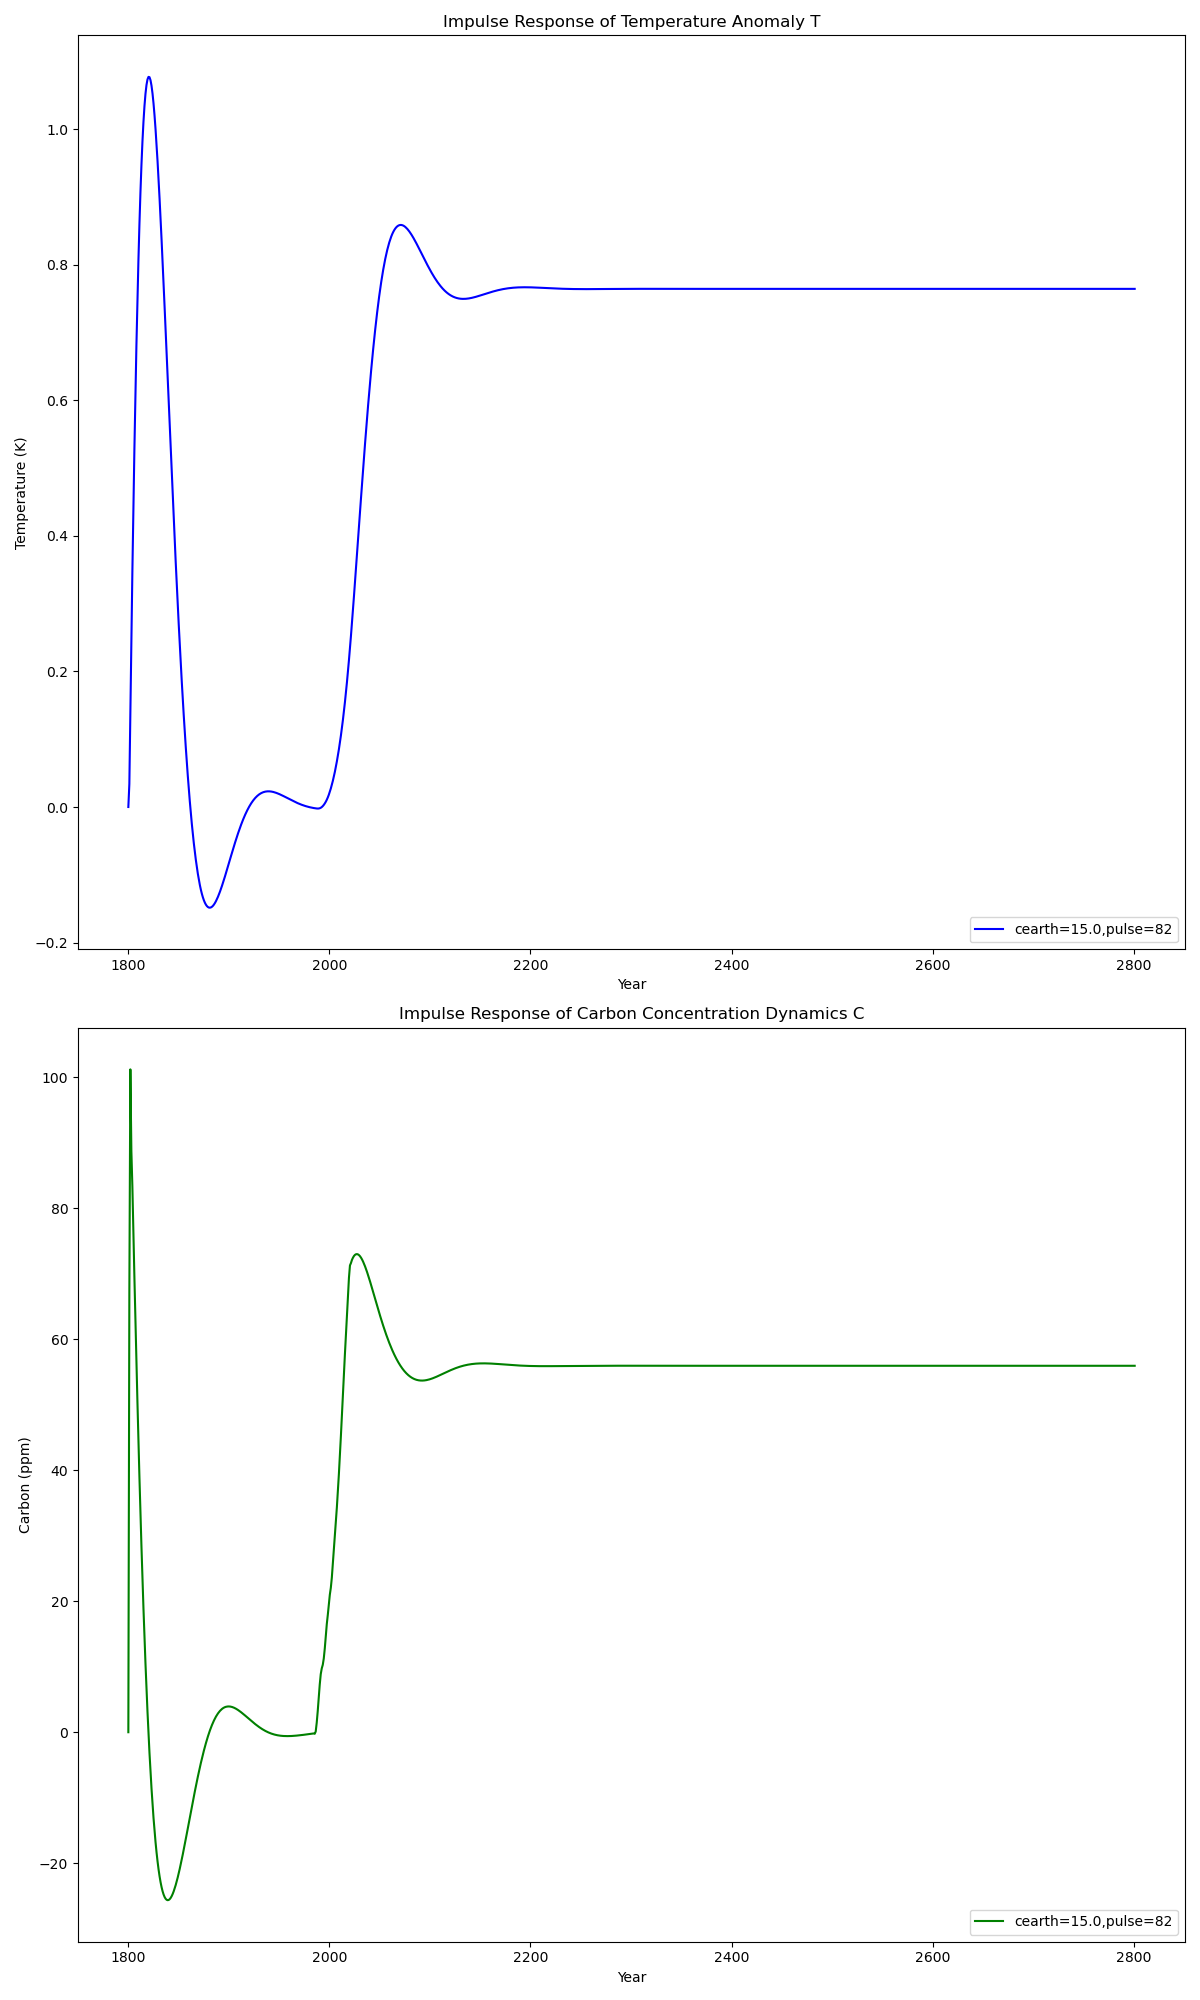 Impulse Response of Temperature Anomaly T
1.0
0.8
0.6
0.4
0.2
0.0
−0.2
Temperature (K)
cearth=15.0,pulse=82
1800 2000 2200 2400 2600 2800
Year
Impulse Response of Carbon Concentration Dynamics C
100
80
60
40
20
0
−20
Carbon (ppm)
cearth=15.0,pulse=82
1800 2000 2200 2400 2600 2800
Year